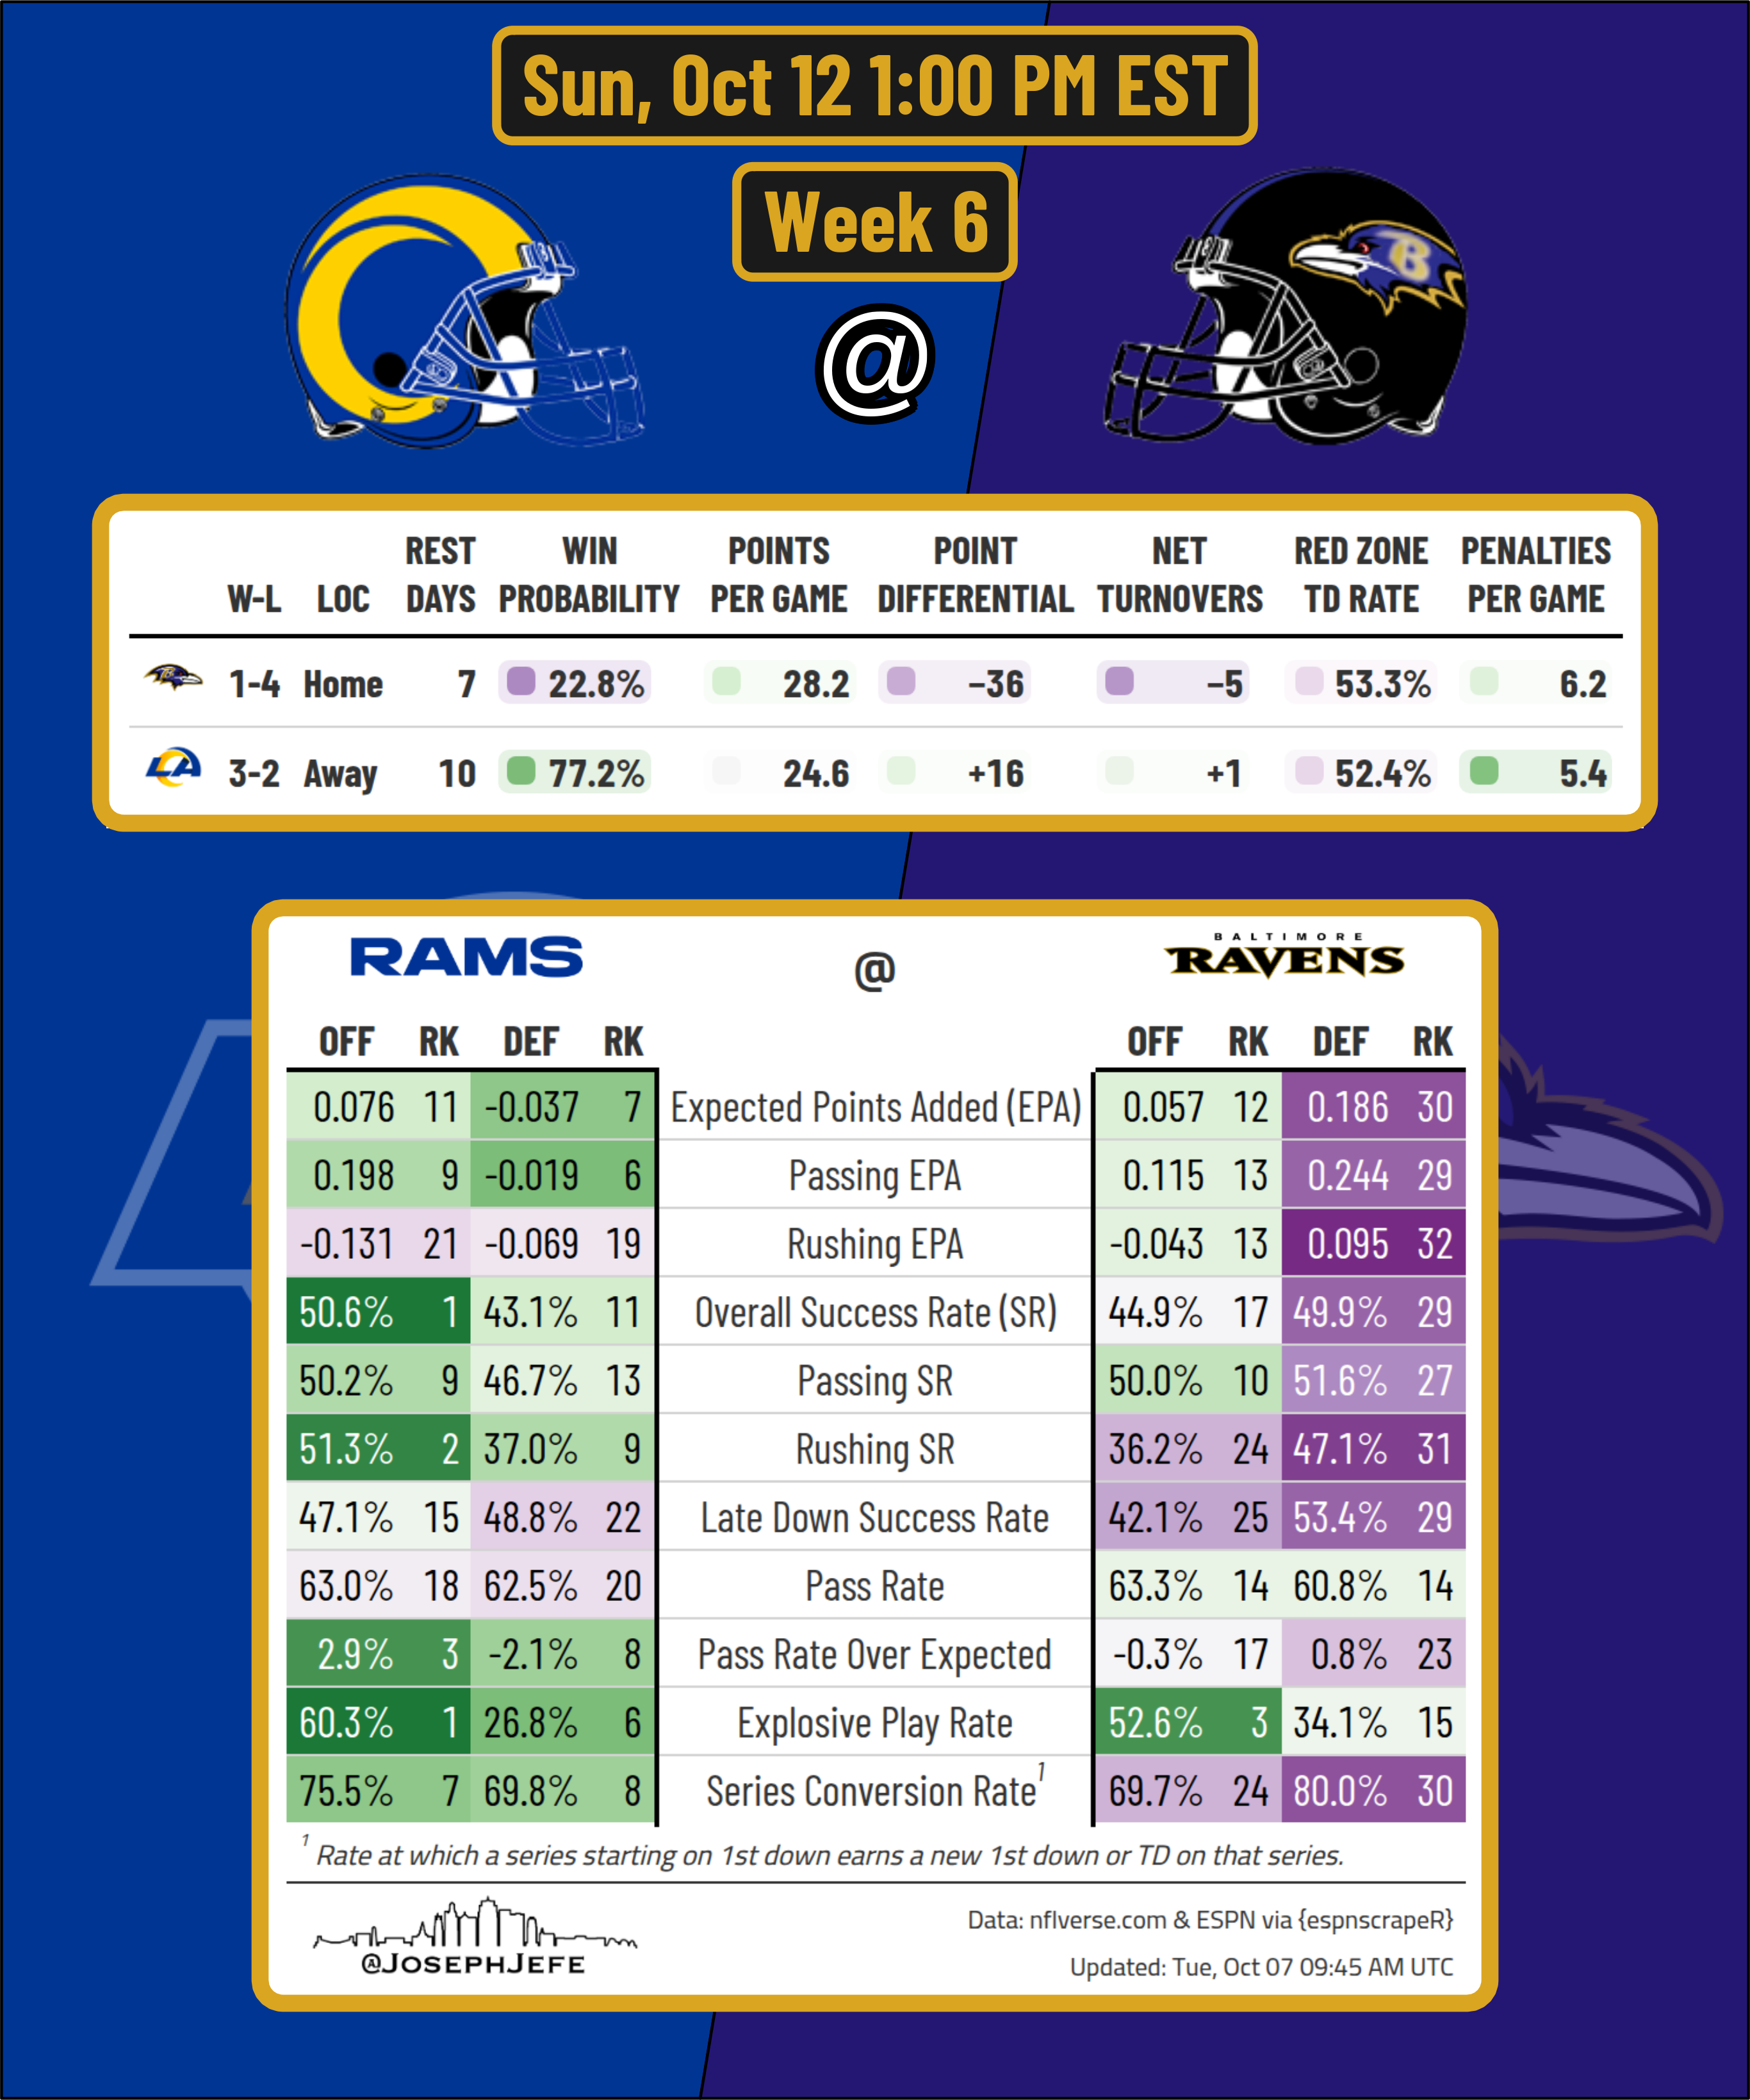 Sun, Oct 12 1:00 PM EST
Week 6
@
B
REST WIN POINTS POINT NET RED ZONE PENALTIES
W-L LOC DAYS PROBABILITY PER GAME DIFFERENTIAL TURNOVERS TD RATE PER GAME
1-4 Home 7 22.8% 28.2 −36 −5 53.3% 6.2
LA 3-2 Away 10 77.2% 24.6 +16 +1 52.4% 5.4
BALTIMORE
RAMS @ RAVENS
OFF RK DEF RK OFF RK DEF RK
0.076 11 -0.037 7 Expected Points Added (EPA) 0.057 12 0.186 30
0.198 9 -0.019 6 Passing EPA 0.115 13 0.244 29
-0.131 21 -0.069 19 Rushing EPA -0.043 13 0.095 32
50.6% 1 43.1% 11 Overall Success Rate (SR) 44.9% 17 49.9% 29
50.2% 9 46.7% 13 Passing SR 50.0% 10 51.6% 27
51.3% 2 37.0% 9 Rushing SR 36.2% 24 47.1% 31
47.1% 15 48.8% 22 Late Down Success Rate 42.1% 25 53.4% 29
63.0% 18 62.5% 20 Pass Rate 63.3% 14 60.8% 14
2.9% 3 -2.1% 8 Pass Rate Over Expected -0.3% 17 0.8% 23
60.3% 1 26.8% 6 Explosive Play Rate 52.6% 3 34.1% 15
75.5% 7 69.8% 8 Series Conversion Rate¹ 69.7% 24 80.0% 30
¹ Rate at which a series starting on 1st down earns a new 1st down or TD on that series.
Data: nflverse.com & ESPN via {espnscrapeR}
@JOSEPHJEFE
Updated: Tue, Oct 07 09:45 AM UTC